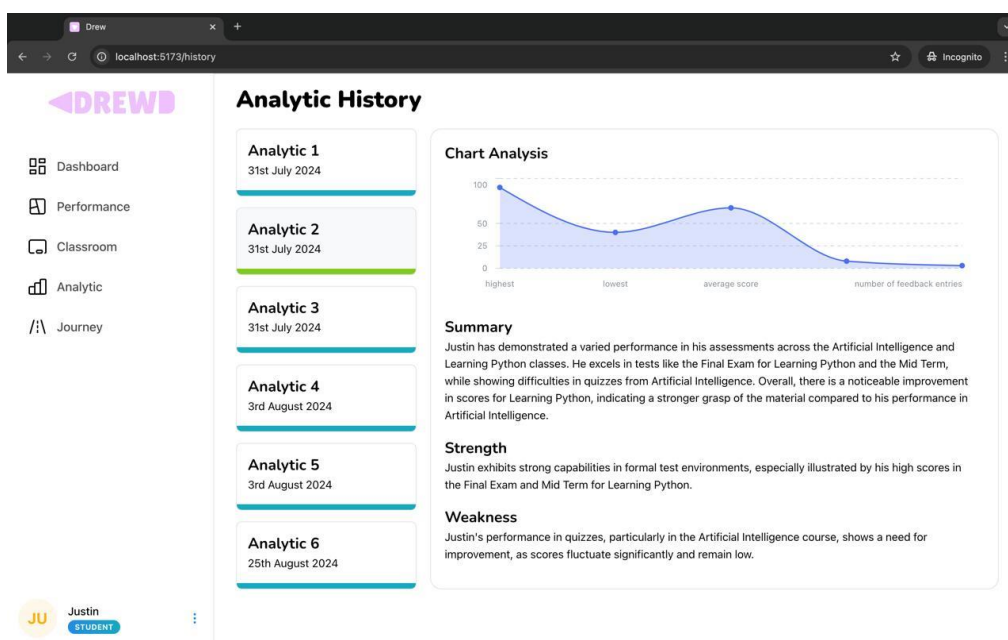 Drew
localhost:5173/history
Incognito
DREWD
Dashboard
Performance
Classroom
Analytic
Journey
JU
Justin
STUDENT
Analytic History
Analytic 1
31st July 2024
Analytic 2
31st July 2024
Analytic 3
31st July 2024
Analytic 4
3rd August 2024
Analytic 5
3rd August 2024
Analytic 6
25th August 2024
Chart Analysis
100
50
25
0
highest
lowest
average score
number of feedback entries
Summary
Justin has demonstrated a varied performance in his assessments across the Artificial Intelligence and
Learning Python classes. He excels in tests like the Final Exam for Learning Python and the Mid Term,
while showing difficulties in quizzes from Artificial Intelligence. Overall, there is a noticeable improvement
in scores for Learning Python, indicating a stronger grasp of the material compared to his performance in
Artificial Intelligence.
Strength
Justin exhibits strong capabilities in formal test environments, especially illustrated by his high scores in
the Final Exam and Mid Term for Learning Python.
Weakness
Justin's performance in quizzes, particularly in the Artificial Intelligence course, shows a need for
improvement, as scores fluctuate significantly and remain low.